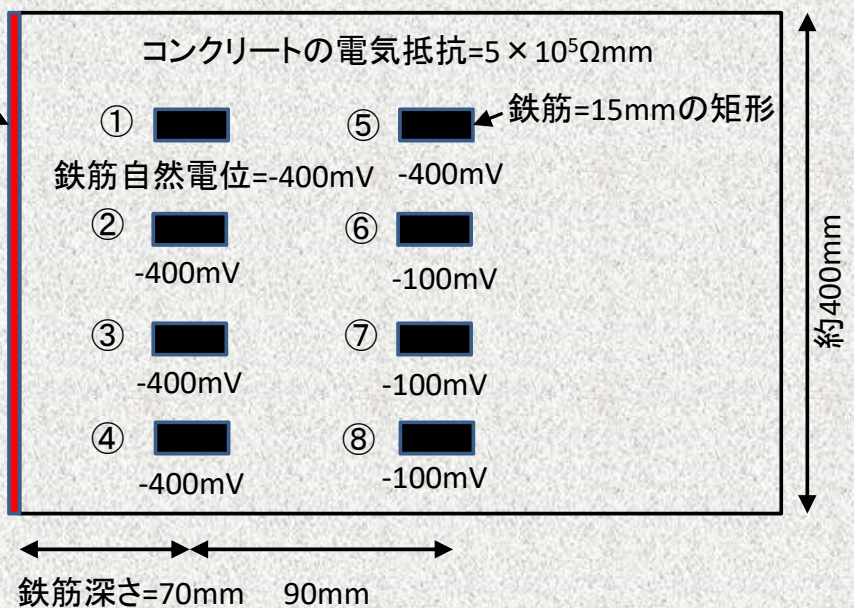 コンクリートの電気抵抗=5×10⁵Ωmm
① ⑤ 鉄筋=15mmの矩形
鉄筋自然電位=-400mV -400mV
② ⑥
-400mV -100mV
③ ⑦
-400mV -100mV
④ ⑧
-400mV -100mV
約400mm
鉄筋深さ=70mm 90mm